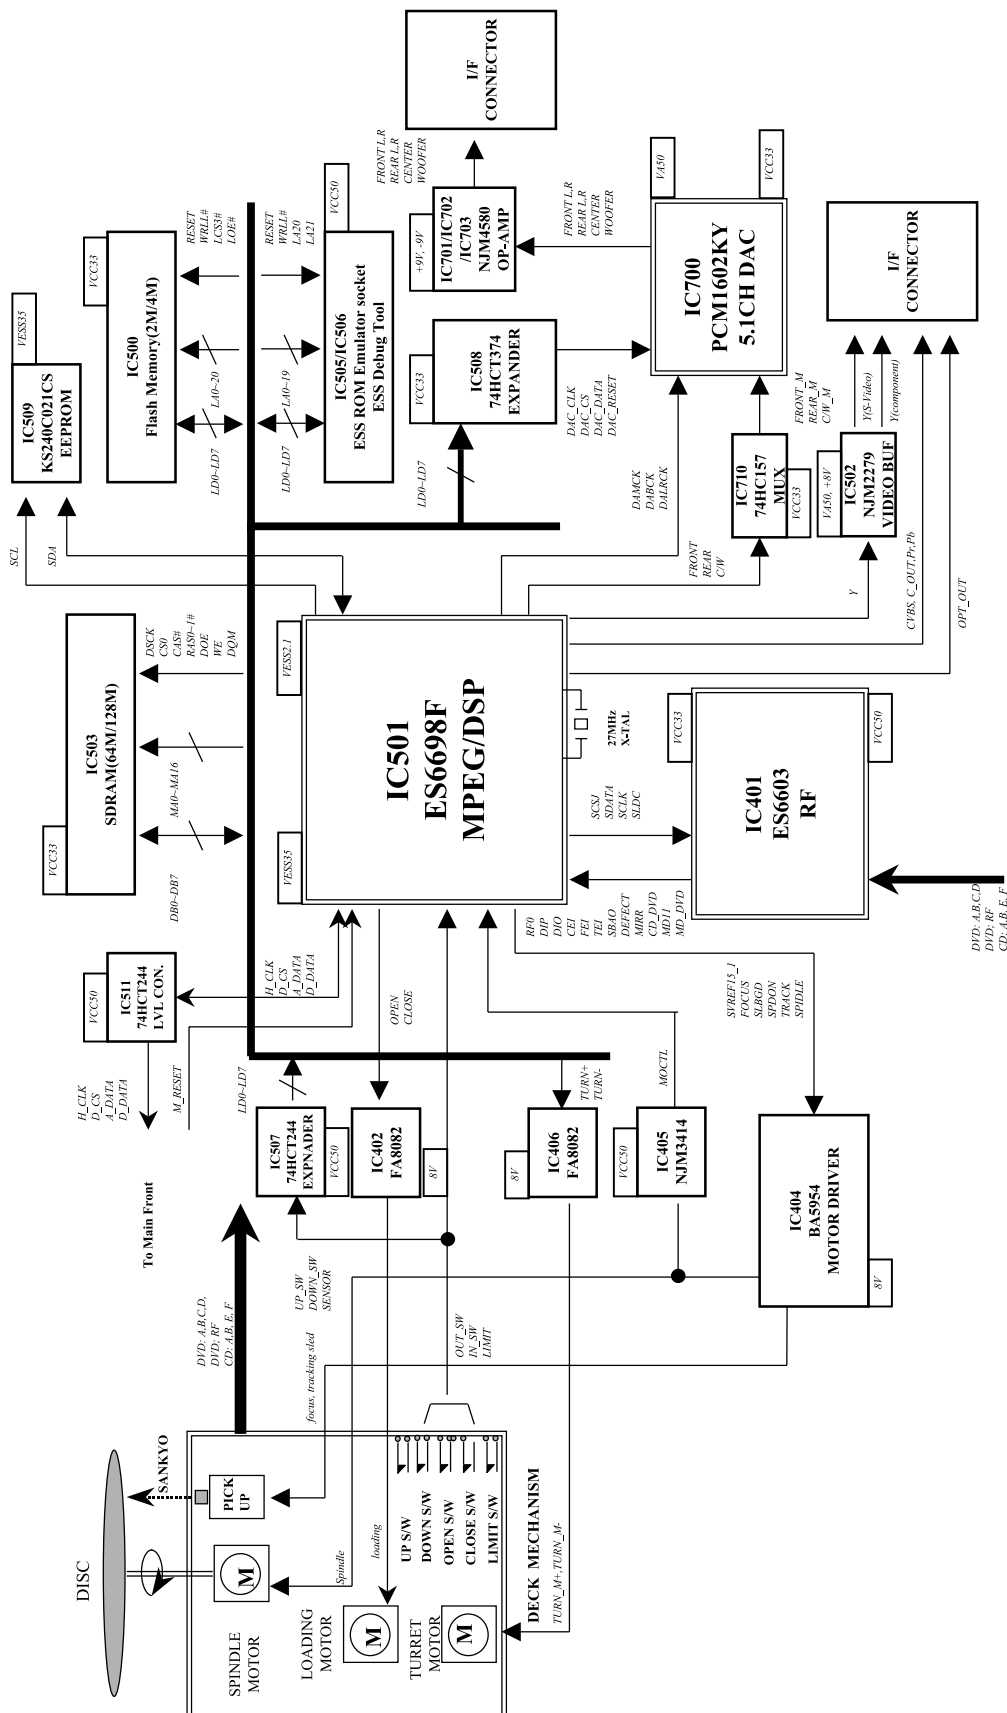 DISC
SANKYO
PICK
UP
M
SPINDLE
MOTOR
M
LOADING
MOTOR
M
TURRET
MOTOR
UP S/W
DOWN S/W
OPEN S/W
CLOSE S/W
LIMIT S/W
DECK MECHANISM
TURN_M+,TURN_M-
Spindle
loading
focus, tracking sled
DVD: A,B,C,D,
DVD; RF
CD: A,B, E, F
UP_SW
DOWN_SW
SENSOR
OUT_SW
IN_SW
LIMIT
To Main Front
H_CLK
D_CS
A_DATA
D_DATA
M_RESET
VCC50
IC511
74HCT244
LVL CON.
LD0~LD7
IC507
74HCT244
EXPNADER
VCC50
IC402
FA8082
8V
8V
IC406
FA8082
TURN+
TURN-
VCC50
IC405
NJM3414
MOCTL
IC404
BA5954
MOTOR DRIVER
8V
H_CLK
D_CS
A_DATA
D_DATA
OPEN
CLOSE
SVREF15_1
FOCUS
SLBGD
SPDON
TRACK
SPIDLE
RF0
DIP
DIO
CEI
FEI
TEI
SBAO
DEFECT
MIRR
CD_DVD
MD11
MD_DVD
DVD: A,B,C,D
DVD; RF
CD: A,B, E, F
VCC33
IC503
SDRAM(64M/128M)
DB0~DB7
MA0~MA16
DSCK
CS0
CAS#
RAS0~1#
DOE
WE
DQM
VESS35
IC501
ES6698F
MPEG/DSP
VESS2.1
27MHz
X-TAL
SCSJ
SDATA
SCLK
SLDC
IC401
ES6603
RF
VCC33
VCC50
SCL
SDA
IC509
KS240C021CS
EEPROM
VESS35
IC500
Flash Memory(2M/4M)
VCC33
LD0~LD7
LA0~20
RESET
WRLL#
LCS3#
LOE#
LD0~LD7
LA0~19
RESET
WRLL#
LA20
LA21
IC505/IC506
ESS ROM Emulator socket
ESS Debug Tool
VCC50
LD0~LD7
VCC33
IC508
74HCT374
EXPANDER
DAC_CLK
DAC_CS
DAC_DATA
DAC_RESET
+9V, -9V
IC701/IC702
/IC703
NJM4580
OP-AMP
FRONT L,R
REAR L,R
CENTER
WOOFER
FRONT L,R
REAR L,R
CENTER
WOOFER
I/F
CONNECTOR
VA50
IC700
PCM1602KY
5.1CH DAC
VCC33
DAMCK
DABCK
DALRCK
FRONT
REAR
C/W
IC710
74HC157
MUX
VCC33
FRONT_M
REAR_M
C/W_M
Y
VA50, +8V
IC502
NJM2279
VIDEO BUF
Y(S-Video)
Y(component)
CVBS, C_OUT,Pr,Pb
OPT_OUT
I/F
CONNECTOR